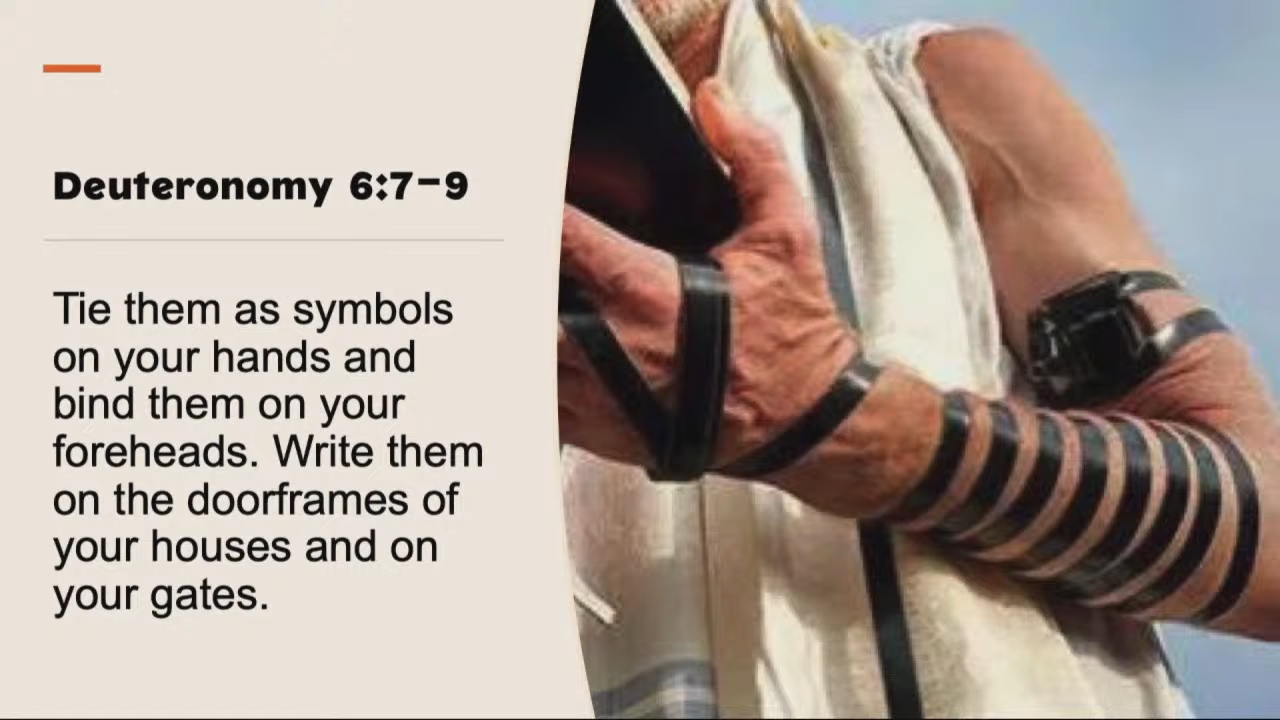 Deuteronomy 6:7–9
Tie them as symbols
on your hands and
bind them on your
foreheads. Write them
on the doorframes of
your houses and on
your gates.